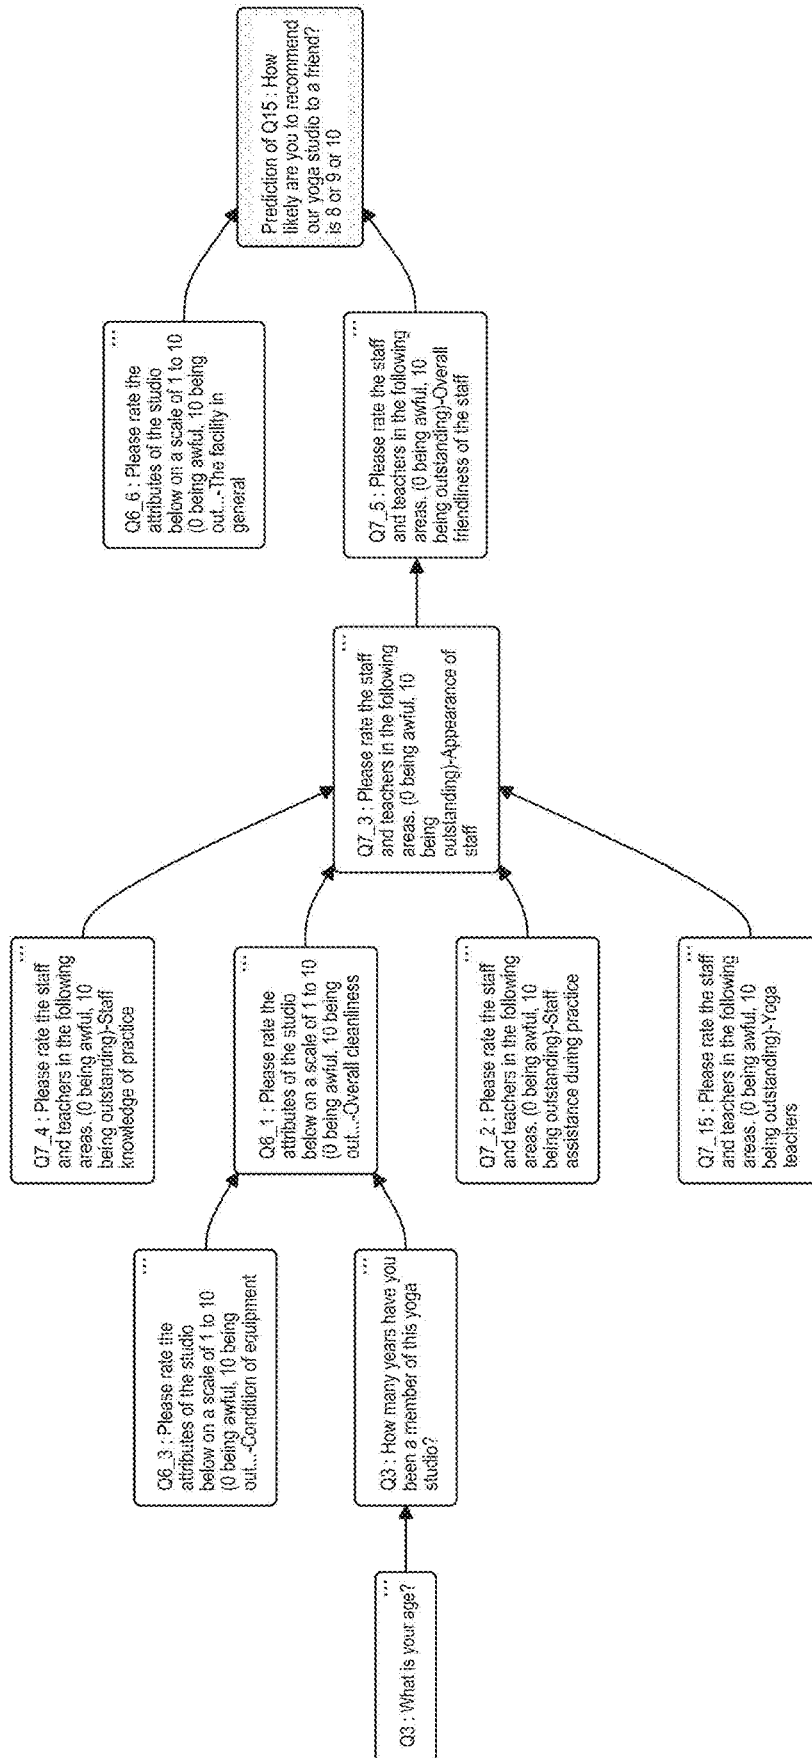 Q3 : What is your age?
...
Q6_3 : Please rate the
attributes of the studio
below on a scale of 1 to 10
(0 being awful, 10 being
out...-Condition of equipment
...
Q3 : How many years have you
been a member of this yoga
studio?
...
Q7_4 : Please rate the staff
and teachers in the following
areas. (0 being awful, 10
being outstanding)-Staff
knowledge of practice
...
Q6_1 : Please rate the
attributes of the studio
below on a scale of 1 to 10
(0 being awful, 10 being
out...-Overall cleanliness
...
Q7_2 : Please rate the staff
and teachers in the following
areas. (0 being awful, 10
being outstanding)-Staff
assistance during practice
...
Q7_15 : Please rate the staff
and teachers in the following
areas. (0 being awful, 10
being outstanding)-Yoga
teachers
...
Q7_3 : Please rate the staff
and teachers in the following
areas. (0 being awful, 10
being
outstanding)-Appearance of
staff
...
Q6_6 : Please rate the
attributes of the studio
below on a scale of 1 to 10
(0 being awful, 10 being
out...-The facility in
general
...
Q7_5 : Please rate the staff
and teachers in the following
areas. (0 being awful, 10
being outstanding)-Overall
friendliness of the staff
...
Prediction of Q15 : How
likely are you to recommend
our yoga studio to a friend?
is 8 or 9 or 10